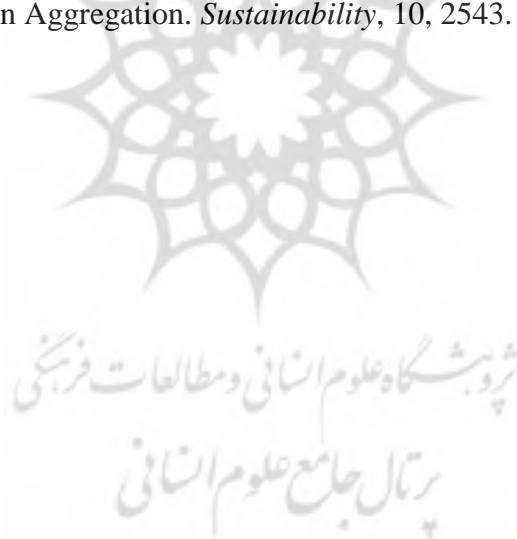 n Aggregation. Sustainability, 10, 2543.
پژوهشگاه علوم انسانی و مطالعات فرهنگی
پرتال جامع علوم انسانی